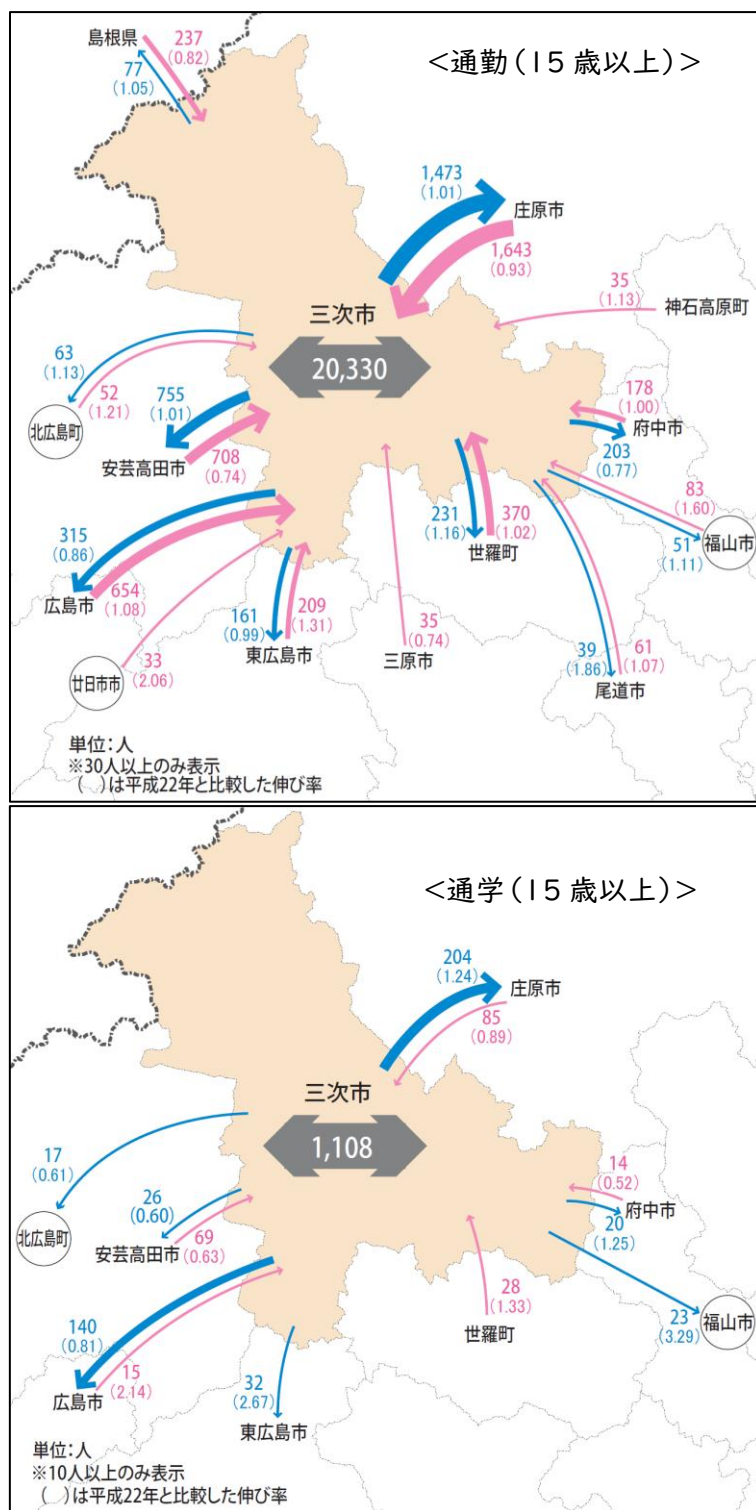 <通勤(15歳以上)>
島根県
237
(0.82)
77
(1.05)
1,473
(1.01)
庄原市
1,643
(0.93)
35
(1.13)
神石高原町
三次市
20,330
63
(1.13)
52
(1.21)
北広島町
755
(1.01)
安芸高田市
708
(0.74)
178
(1.00)
府中市
203
(0.77)
83
(1.60)
福山市
51
(1.11)
315
(0.86)
広島市
654
(1.08)
231
(1.16)
370
(1.02)
世羅町
161
(0.99)
209
(1.31)
東広島市
35
(0.74)
三原市
39
(1.86)
61
(1.07)
尾道市
廿日市市
33
(2.06)
単位:人
※30人以上のみ表示
( )は平成22年と比較した伸び率
<通学(15歳以上)>
204
(1.24)
庄原市
85
(0.89)
三次市
1,108
17
(0.61)
北広島町
26
(0.60)
安芸高田市
69
(0.63)
14
(0.52)
府中市
20
(1.25)
28
(1.33)
世羅町
23
(3.29)
福山市
140
(0.81)
広島市
15
(2.14)
32
(2.67)
東広島市
単位:人
※10人以上のみ表示
( )は平成22年と比較した伸び率